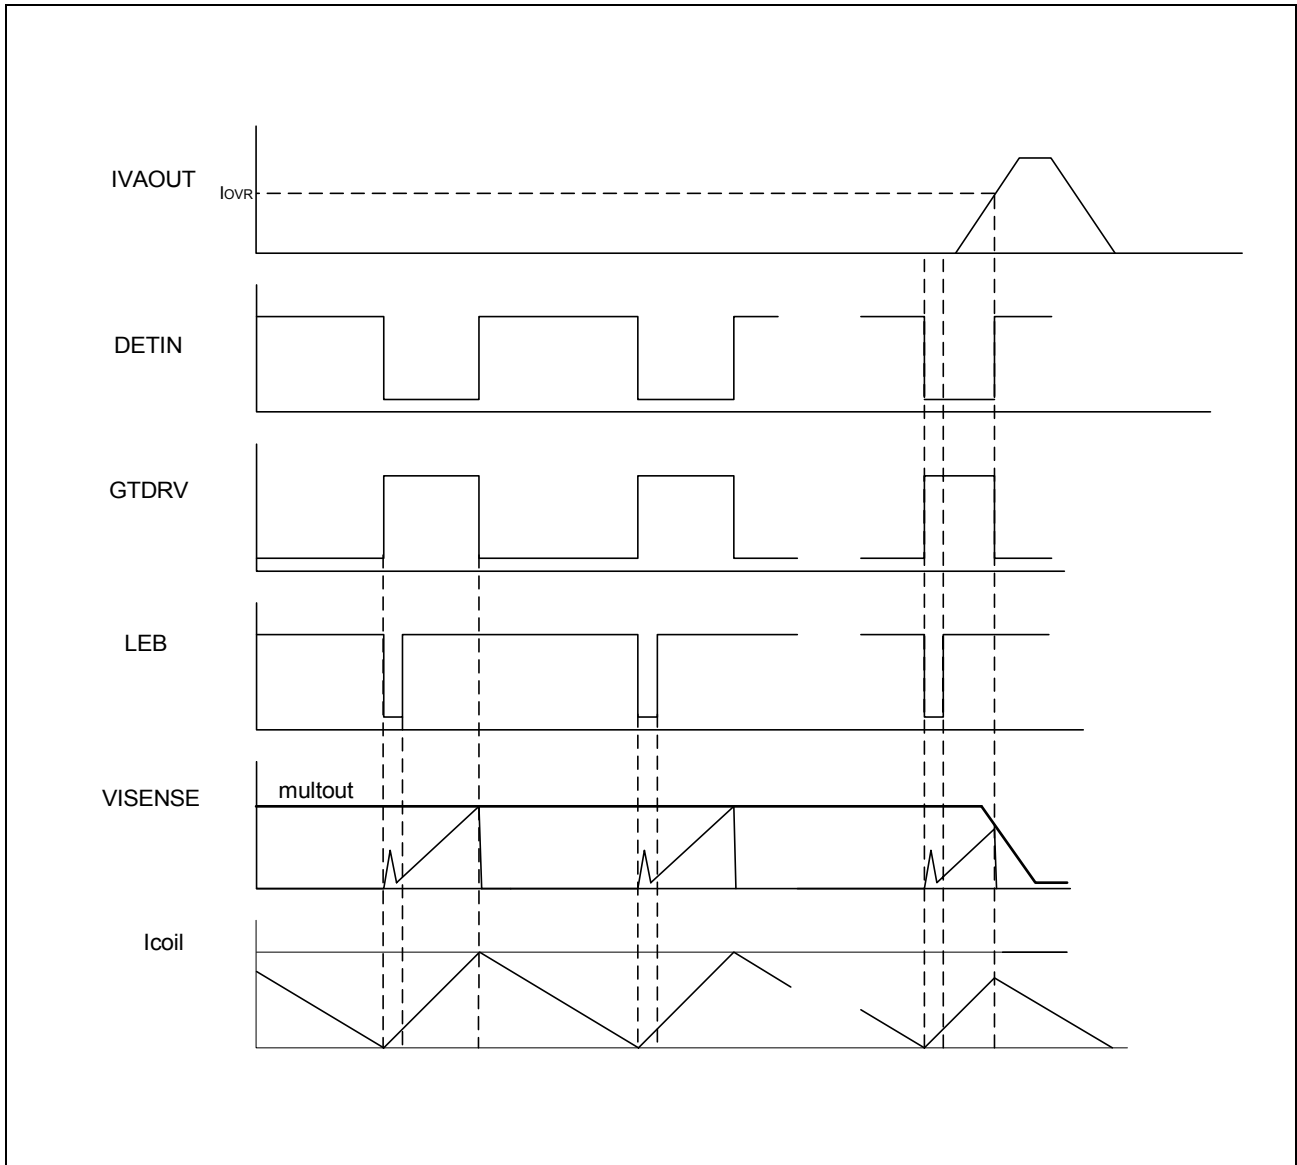 IVAOUT
IOVR
DETIN
GTDRV
LEB
VISENSE
multout
Icoil